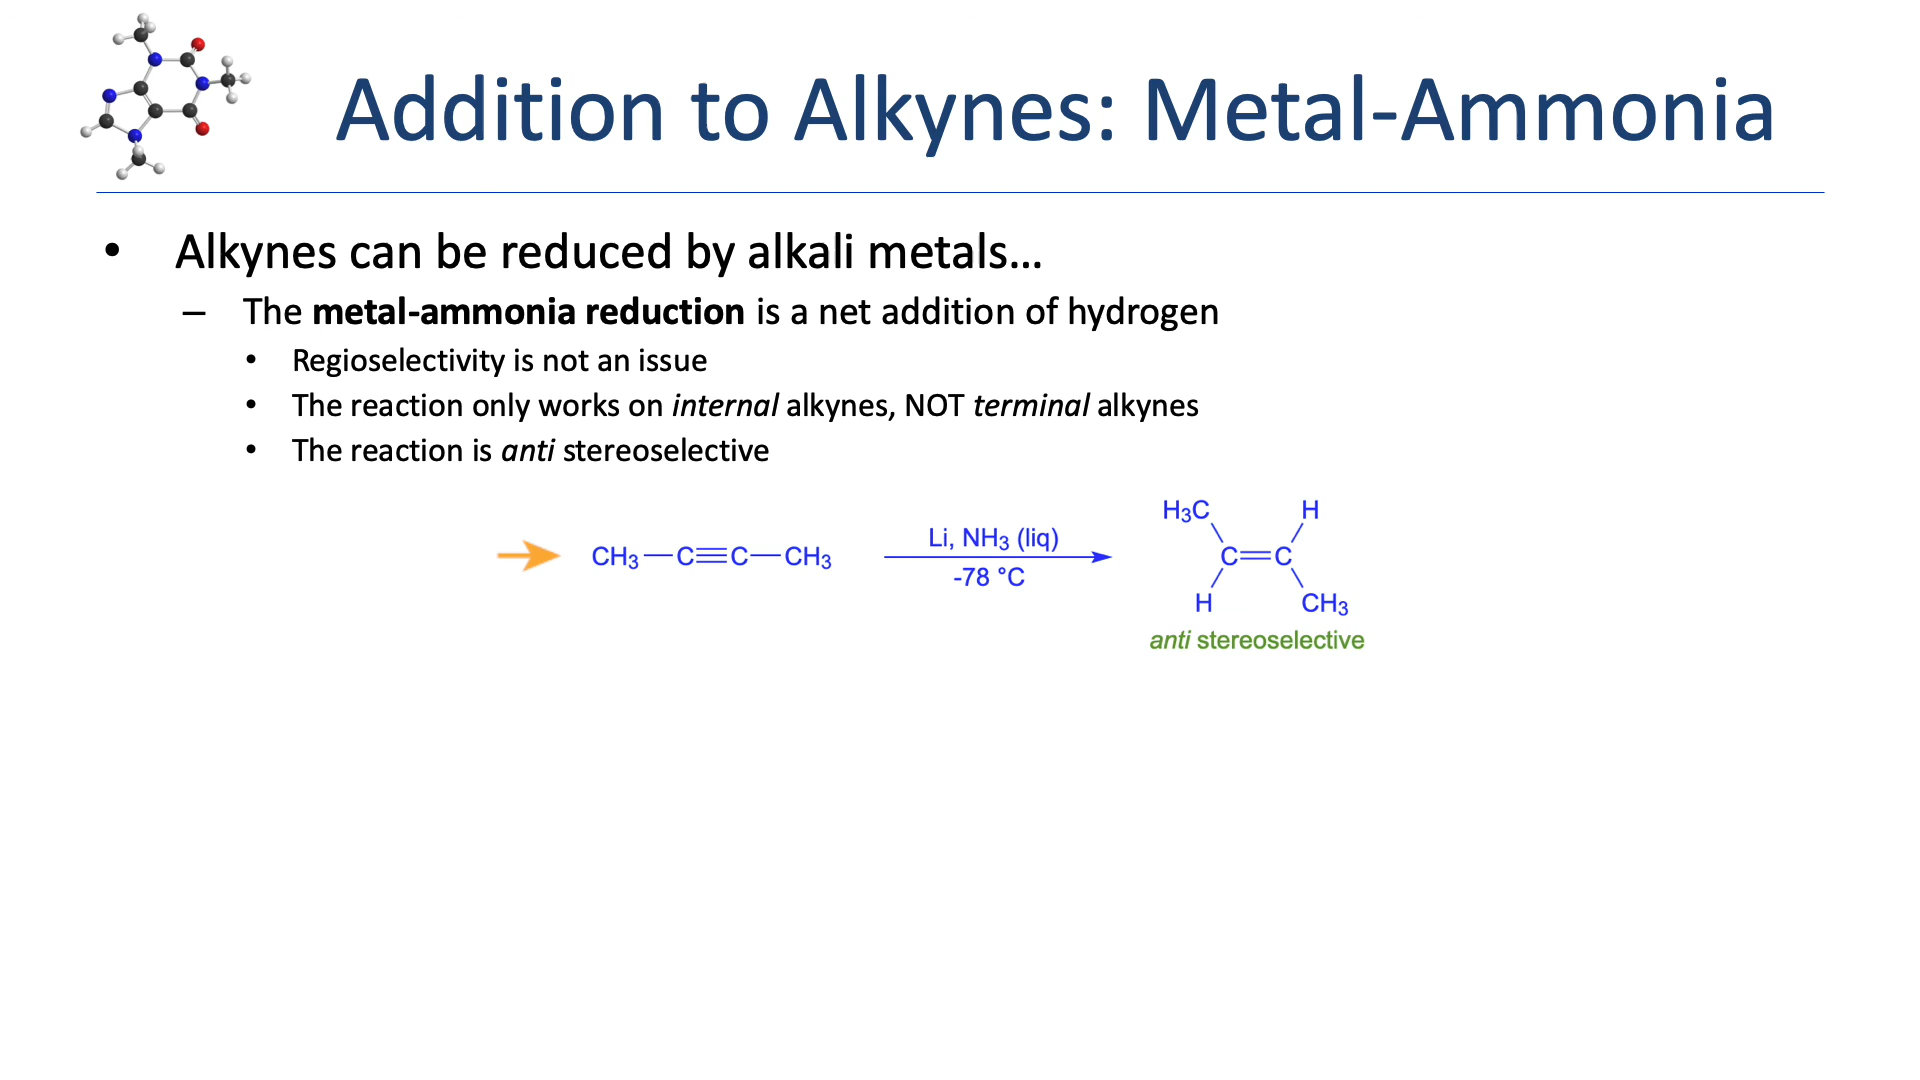 Addition to Alkynes: Metal-Ammonia
• Alkynes can be reduced by alkali metals…
– The metal-ammonia reduction is a net addition of hydrogen
• Regioselectivity is not an issue
• The reaction only works on internal alkynes, NOT terminal alkynes
• The reaction is anti stereoselective
CH₃—C≡C—CH₃
Li, NH₃ (liq)
-78 °C
H₃C H
C=C
H CH₃
anti stereoselective